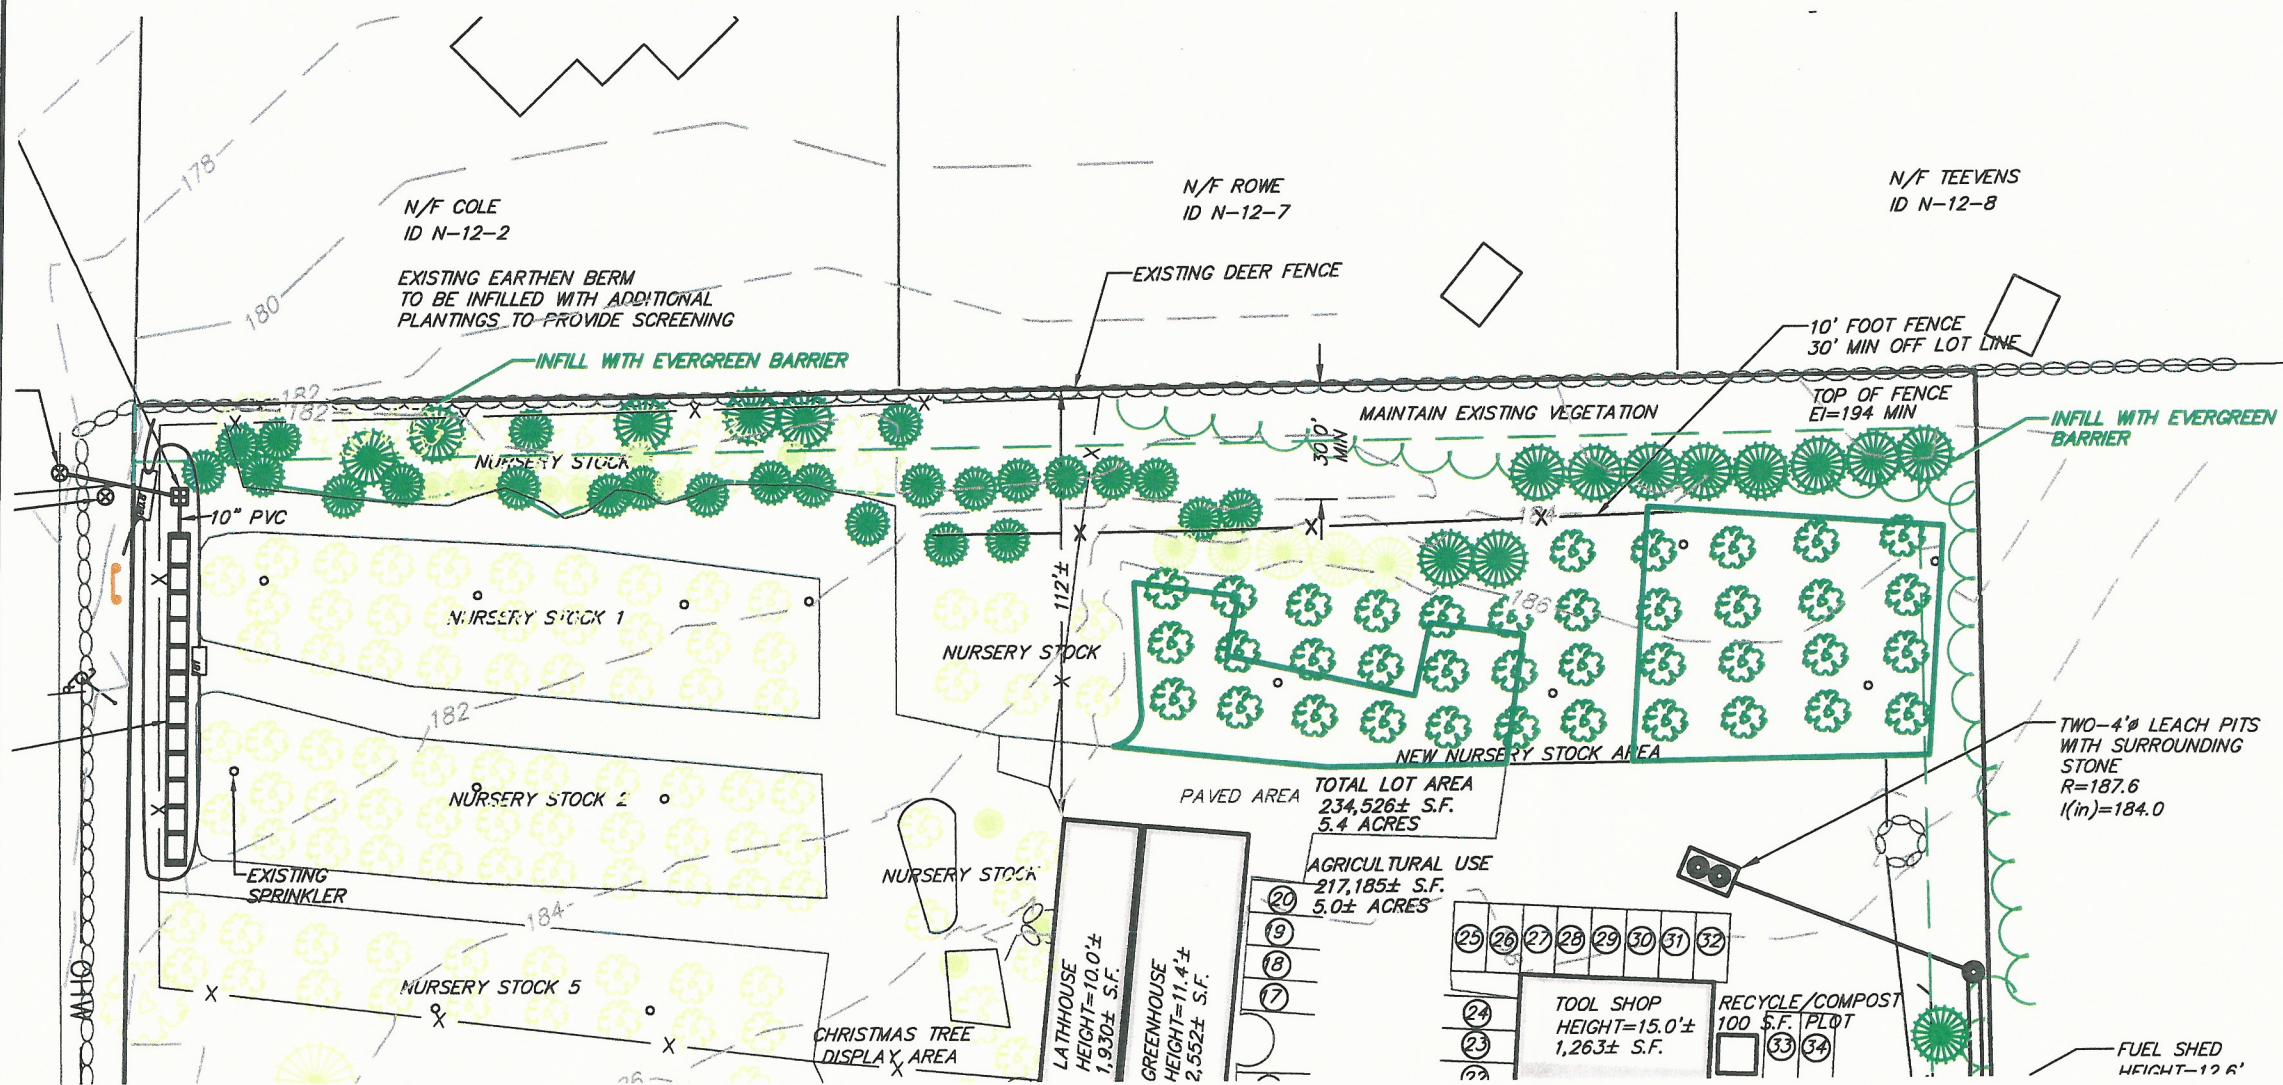 178
N/F COLE
ID N-12-2
N/F ROWE
ID N-12-7
N/F TEEVENS
ID N-12-8
EXISTING EARTHEN BERM
TO BE INFILLED WITH ADDITIONAL
PLANTINGS TO PROVIDE SCREENING
180
EXISTING DEER FENCE
10' FOOT FENCE
30' MIN OFF LOT LINE
INFILL WITH EVERGREEN BARRIER
182
182
MAINTAIN EXISTING VEGETATION
TOP OF FENCE
El=194 MIN
INFILL WITH EVERGREEN
BARRIER
30'0"
MIN
NURSERY STOCK
10" PVC
184
112'±
186
NURSERY STOCK 1
NURSERY STOCK
182
NEW NURSERY STOCK AREA
TWO-4'ø LEACH PITS
WITH SURROUNDING
STONE
R=187.6
I(in)=184.0
NURSERY STOCK 2
PAVED AREA
TOTAL LOT AREA
234,526± S.F.
5.4 ACRES
EXISTING
SPRINKLER
NURSERY STOCK
AGRICULTURAL USE
217,185± S.F.
5.0± ACRES
184
20
19
18
17
25 26 27 28 29 30 31 32
OHW
NURSERY STOCK 5
LATHHOUSE
HEIGHT=10.0'±
1,930± S.F.
GREENHOUSE
HEIGHT=11.4'±
2,552± S.F.
24
23
TOOL SHOP
HEIGHT=15.0'±
1,263± S.F.
RECYCLE/COMPOST
100 S.F. PLOT
33 34
CHRISTMAS TREE
DISPLAY AREA
FUEL SHED
HEIGHT=12.6'